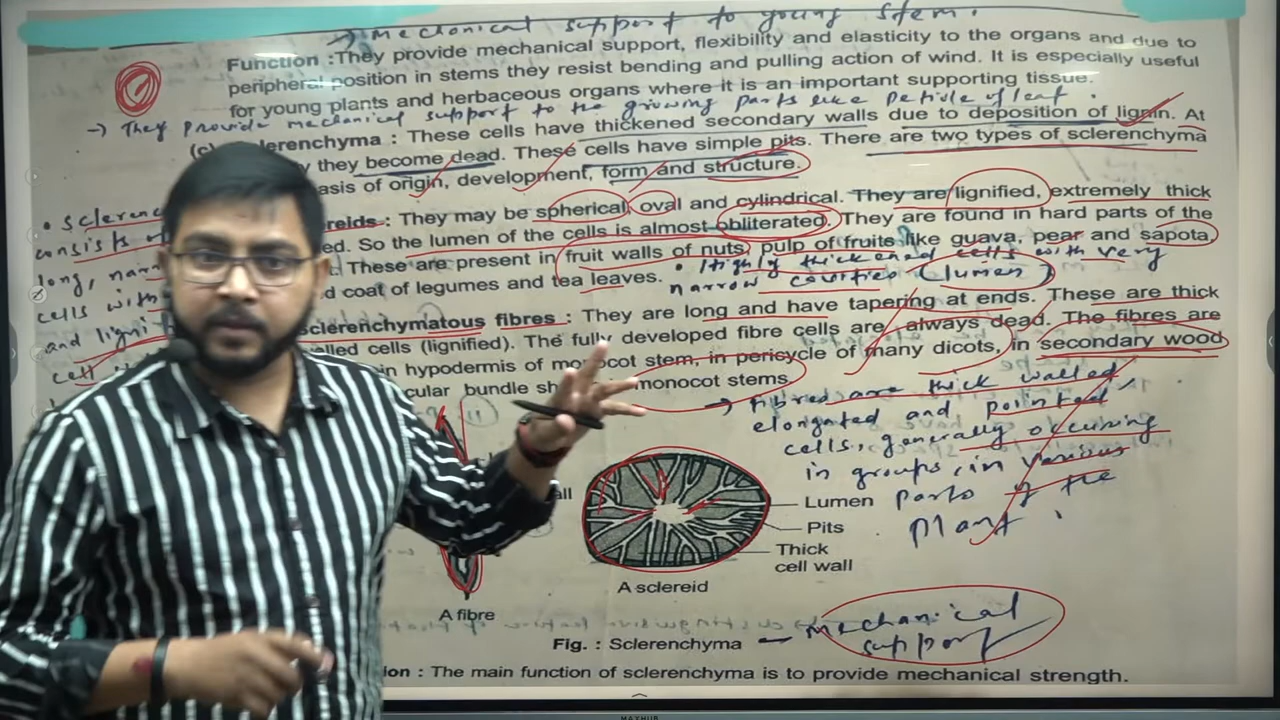 → Mechanical support to young stem.
Function :They provide mechanical support, flexibility and elasticity to the organs and due to
peripheral position in stems they resist bending and pulling action of wind. It is especially useful
for young plants and herbaceous organs where it is an important supporting tissue.
→ They provide mechanical support to the growing parts like Petiole of leaf.
(c) lerenchyma : These cells have thickened secondary walls due to deposition of lignin. At
they become dead. These cells have simple pits. There are two types of sclerenchyma
asis of origin, development, form and structure.
• Scleren
reids : They may be spherical, oval and cylindrical. They are lignified, extremely thick
consists
ed. So the lumen of the cells is almost obliterated. They are found in hard parts of the
long, narr
. These are present in fruit walls of nuts, pulp of fruits like guava, pear and sapota,
cells with
d coat of legumes and tea leaves. • Highly thickened cells with very
narrow cavities (lumen)
and ligni
Sclerenchymatous fibres : They are long and have tapering at ends. These are thick
cell
lled cells (lignified). The fully developed fibre cells are always dead. The fibres are
in hypodermis of monocot stem, in pericycle of many dicots, in secondary wood
cular bundle sh monocot stems
→ fibres are thick walled
elongated and pointed
cells, generally occuring
in groups, in various
parts of the
plant.
all
Lumen
Pits
Thick
cell wall
A sclereid
A fibre
Fig. : Sclerenchyma — mechanical
support
ion : The main function of sclerenchyma is to provide mechanical strength.
MAXHUB